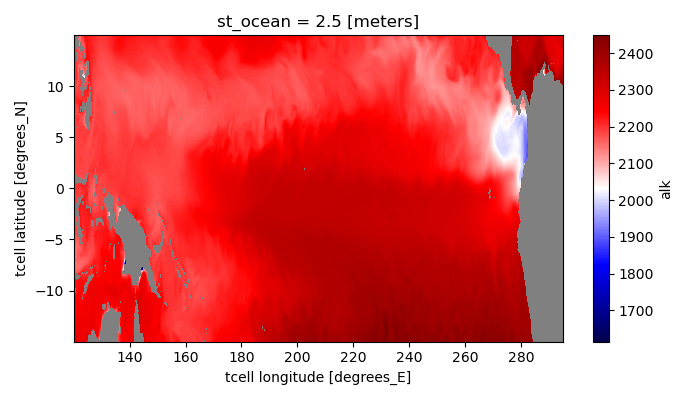 st_ocean = 2.5 [meters]
tcell latitude [degrees_N]
10
5
0
−5
−10
140 160 180 200 220 240 260 280
tcell longitude [degrees_E]
2400
2300
2200
2100
2000
1900
1800
1700
alk